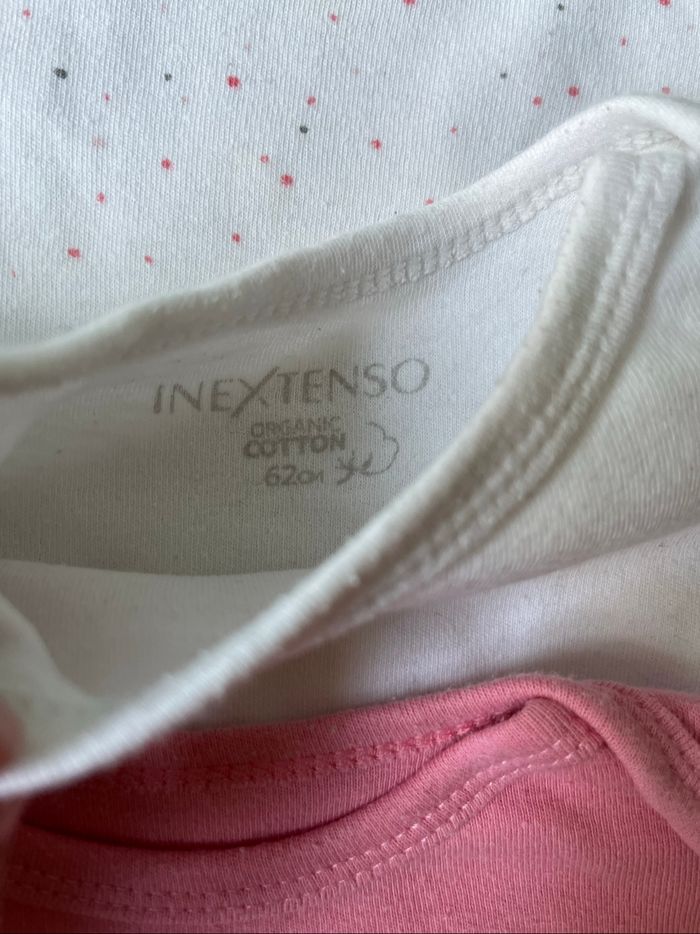 INEXTENSO
ORGANIC
COTTON
62CM